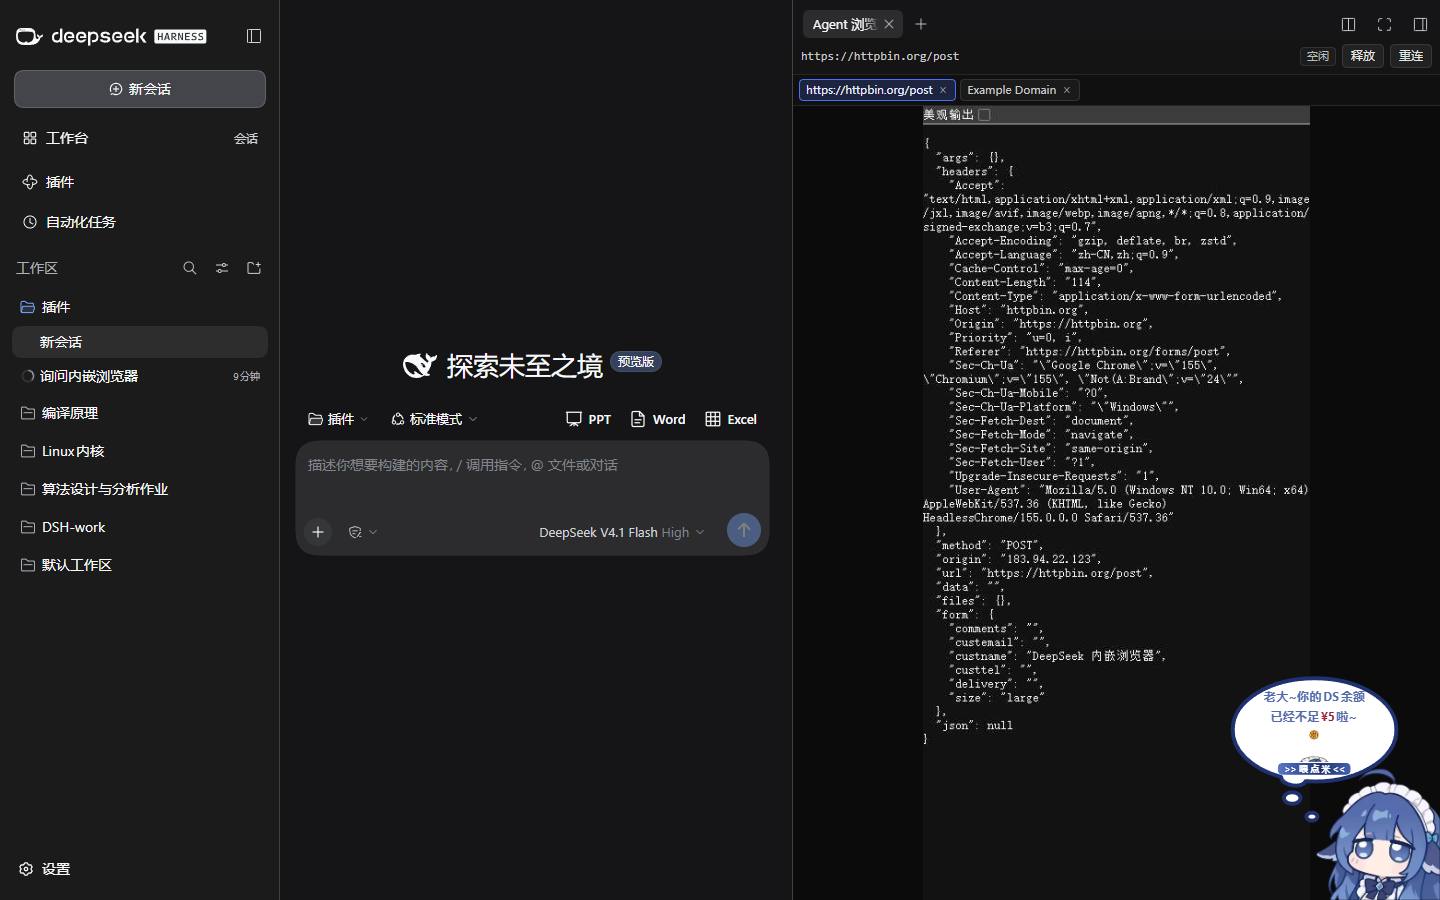 deepseek HARNESS
新会话
工作台 会话
插件
自动化任务
工作区
插件
新会话
询问内嵌浏览器 9分钟
编译原理
Linux内核
算法设计与分析作业
DSH-work
默认工作区
设置
探索未至之境 预览版
插件 标准模式 PPT Word Excel
描述你想要构建的内容, / 调用指令, @ 文件或对话
DeepSeek V4.1 Flash High
Agent 浏览
https://httpbin.org/post 空闲 释放 重连
https://httpbin.org/post Example Domain
美观输出
{
"args": {},
"headers": {
"Accept":
"text/html,application/xhtml+xml,application/xml;q=0.9,image
/jxl,image/avif,image/webp,image/apng,*/*;q=0.8,application/
signed-exchange;v=b3;q=0.7",
"Accept-Encoding": "gzip, deflate, br, zstd",
"Accept-Language": "zh-CN,zh;q=0.9",
"Cache-Control": "max-age=0",
"Content-Length": "114",
"Content-Type": "application/x-www-form-urlencoded",
"Host": "httpbin.org",
"Origin": "https://httpbin.org",
"Priority": "u=0, i",
"Referer": "https://httpbin.org/forms/post",
"Sec-Ch-Ua": "\"Google Chrome\";v=\"155\",
\"Chromium\";v=\"155\", \"Not(A:Brand\";v=\"24\"",
"Sec-Ch-Ua-Mobile": "?0",
"Sec-Ch-Ua-Platform": "\"Windows\"",
"Sec-Fetch-Dest": "document",
"Sec-Fetch-Mode": "navigate",
"Sec-Fetch-Site": "same-origin",
"Sec-Fetch-User": "?1",
"Upgrade-Insecure-Requests": "1",
"User-Agent": "Mozilla/5.0 (Windows NT 10.0; Win64; x64)
AppleWebKit/537.36 (KHTML, like Gecko)
HeadlessChrome/155.0.0.0 Safari/537.36"
},
"method": "POST",
"origin": "183.94.22.123",
"url": "https://httpbin.org/post",
"data": "",
"files": {},
"form": {
"comments": "",
"custemail": "",
"custname": "DeepSeek 内嵌浏览器",
"custtel": "",
"delivery": "",
"size": "large"
},
"json": null
}
老大~你的DS余额
已经不足¥5啦~
>> 喂点米 <<